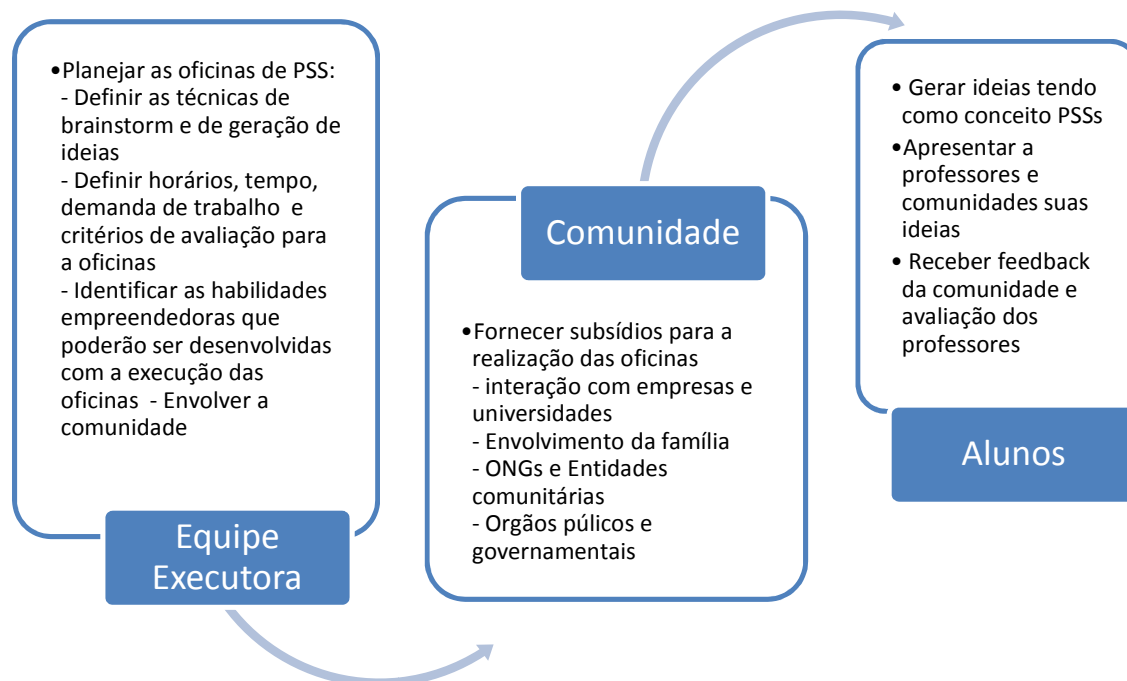 •Planejar as oficinas de PSS:
- Definir as técnicas de
brainstorm e de geração de
ideias
- Definir horários, tempo,
demanda de trabalho e
critérios de avaliação para
a oficinas
- Identificar as habilidades
empreendedoras que
poderão ser desenvolvidas
com a execução das
oficinas - Envolver a
comunidade
Equipe
Executora
Comunidade
•Fornecer subsídios para a
realização das oficinas
- interação com empresas e
universidades
- Envolvimento da família
- ONGs e Entidades
comunitárias
- Orgãos púlicos e
governamentais
• Gerar ideias tendo
como conceito PSSs
•Apresentar a
professores e
comunidades suas
ideias
• Receber feedback
da comunidade e
avaliação dos
professores
Alunos